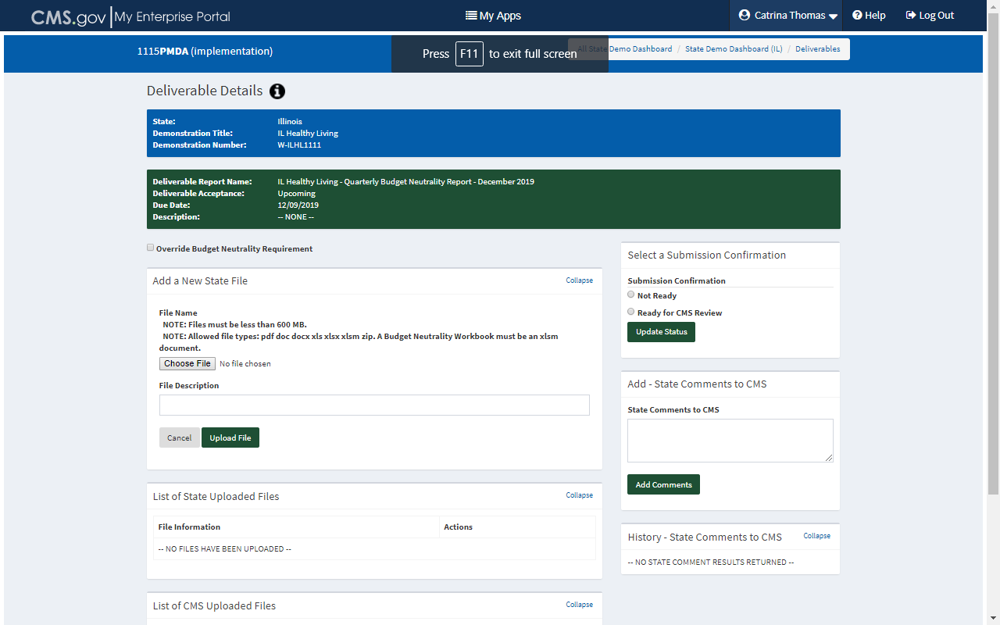 CMS.gov My Enterprise Portal
My Apps
Catrina Thomas
Help
Log Out
1115PMDA (implementation)
Press F11 to exit full screen
All State Demo Dashboard / State Demo Dashboard (IL) / Deliverables
Deliverable Details
State: Illinois
Demonstration Title: IL Healthy Living
Demonstration Number: W-ILHL1111
Deliverable Report Name: IL Healthy Living - Quarterly Budget Neutrality Report - December 2019
Deliverable Acceptance: Upcoming
Due Date: 12/09/2019
Description: -- NONE --
Override Budget Neutrality Requirement
Add a New State File
Collapse
File Name
NOTE: Files must be less than 600 MB.
NOTE: Allowed file types: pdf doc docx xls xlsx xlsm zip. A Budget Neutrality Workbook must be an xlsm
document.
Choose File No file chosen
File Description
Cancel Upload File
List of State Uploaded Files
Collapse
File Information Actions
-- NO FILES HAVE BEEN UPLOADED --
List of CMS Uploaded Files
Collapse
Select a Submission Confirmation
Submission Confirmation
Not Ready
Ready for CMS Review
Update Status
Add - State Comments to CMS
State Comments to CMS
Add Comments
History - State Comments to CMS
Collapse
-- NO STATE COMMENT RESULTS RETURNED --